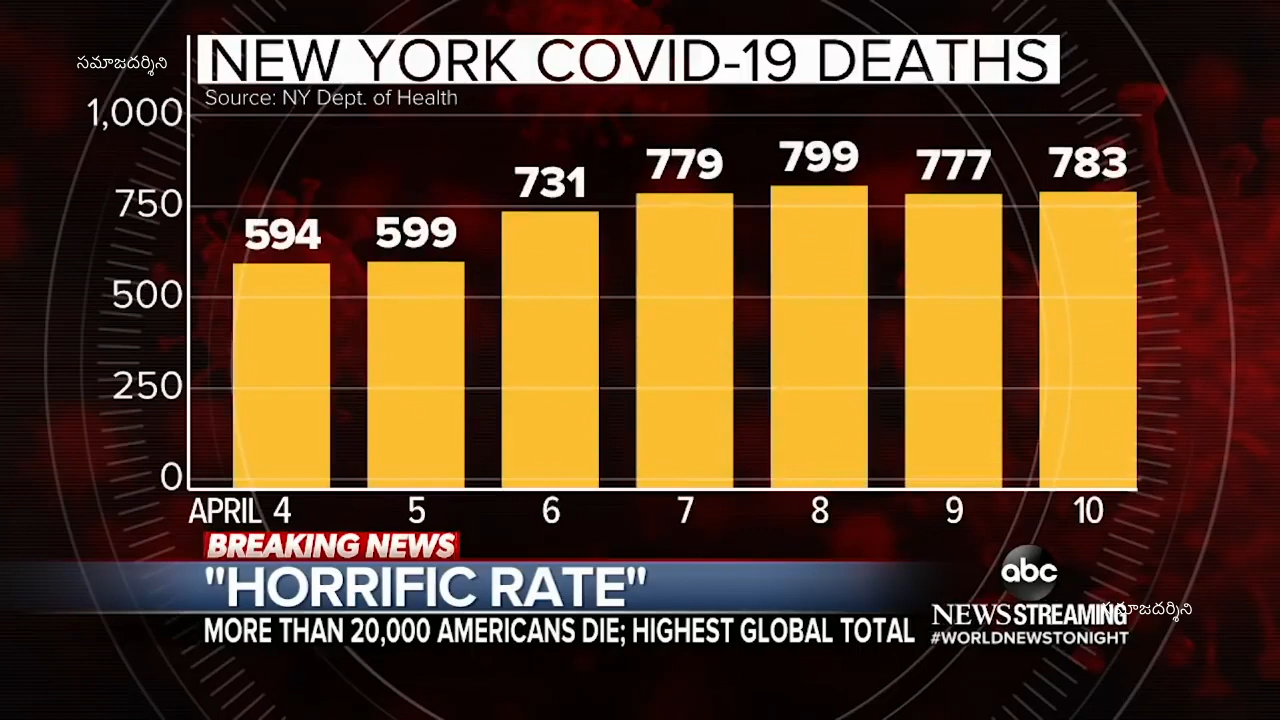 సమాజదర్శిని
NEW YORK COVID-19 DEATHS
Source: NY Dept. of Health
1,000
750
500
250
0
594 599 731 779 799 777 783
APRIL 4 5 6 7 8 9 10
BREAKING NEWS
"HORRIFIC RATE"
MORE THAN 20,000 AMERICANS DIE; HIGHEST GLOBAL TOTAL
abc
NEWS STREAMING
సమాజదర్శిని
#WORLDNEWSTONIGHT